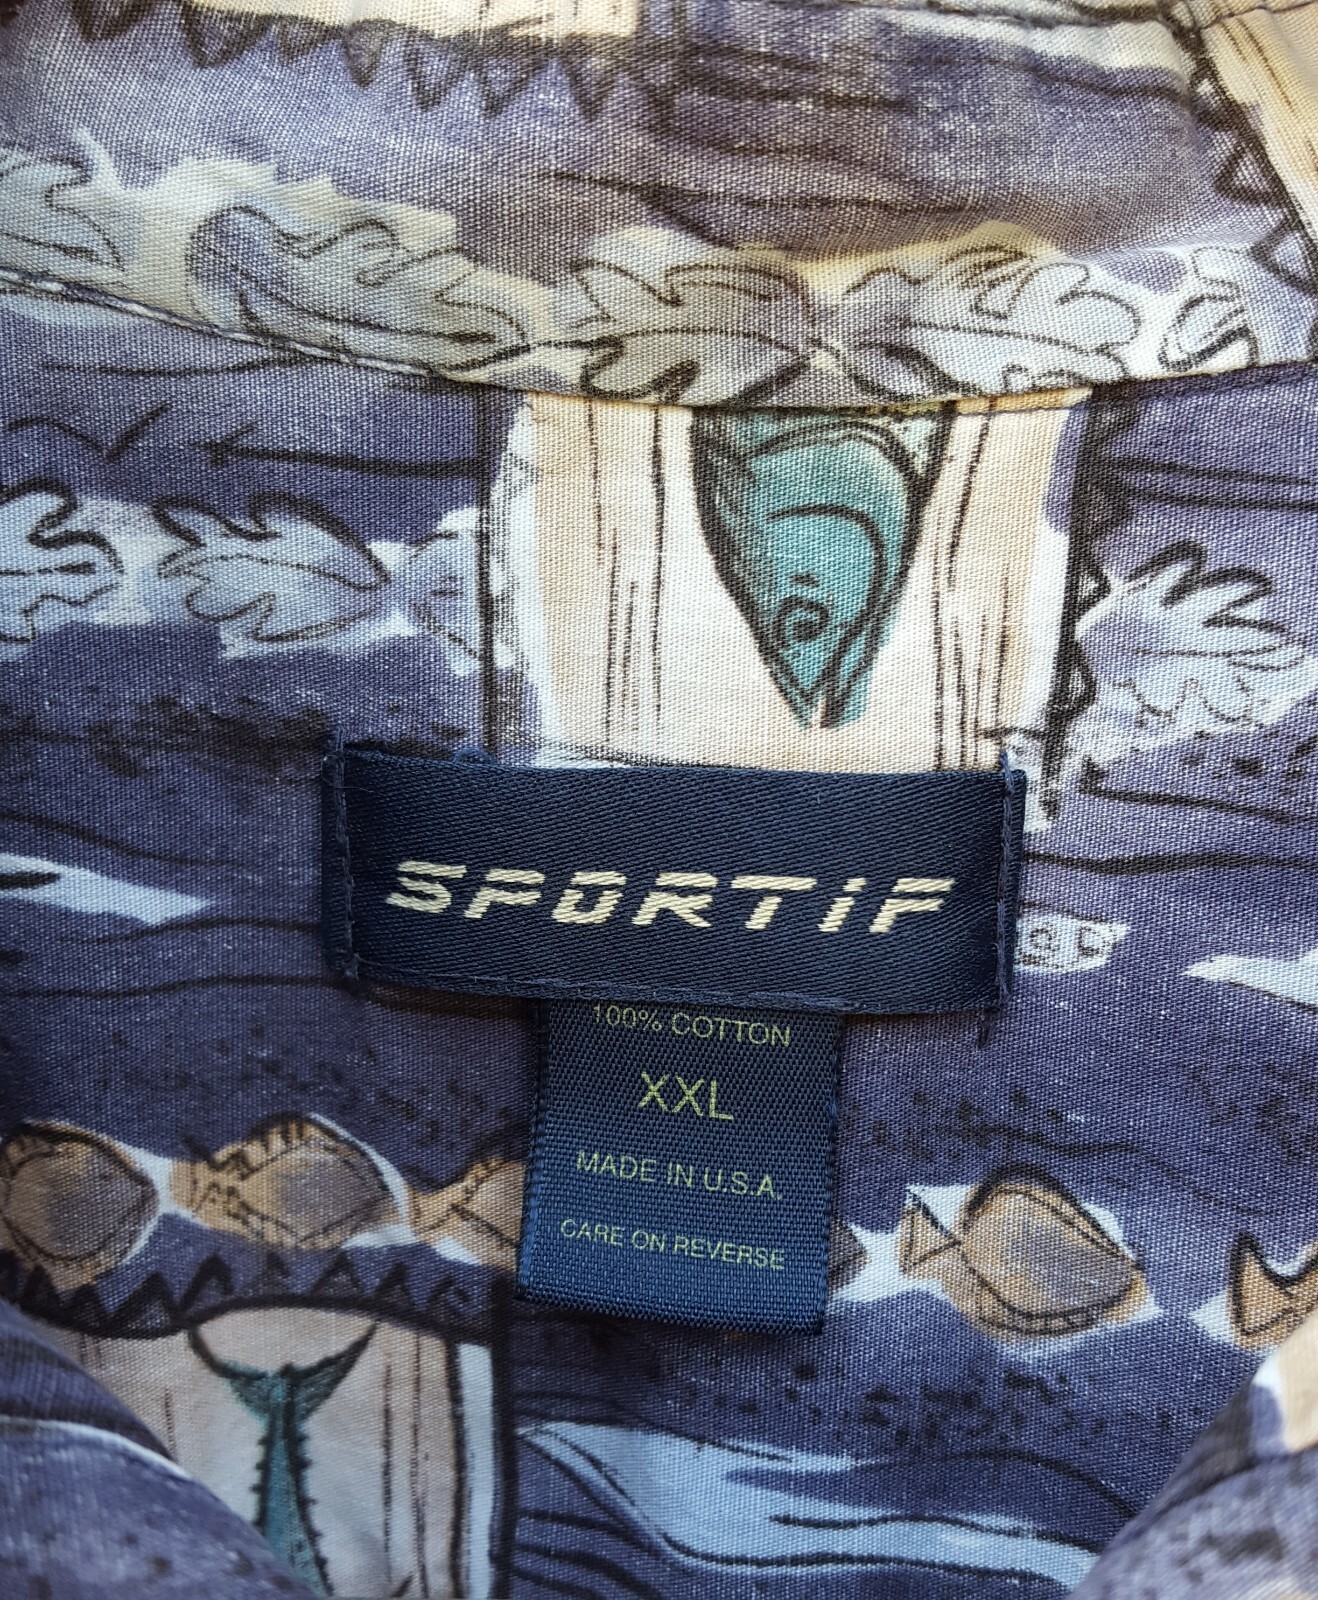 SPORTiF
100% COTTON
XXL
MADE IN U.S.A.
CARE ON REVERSE